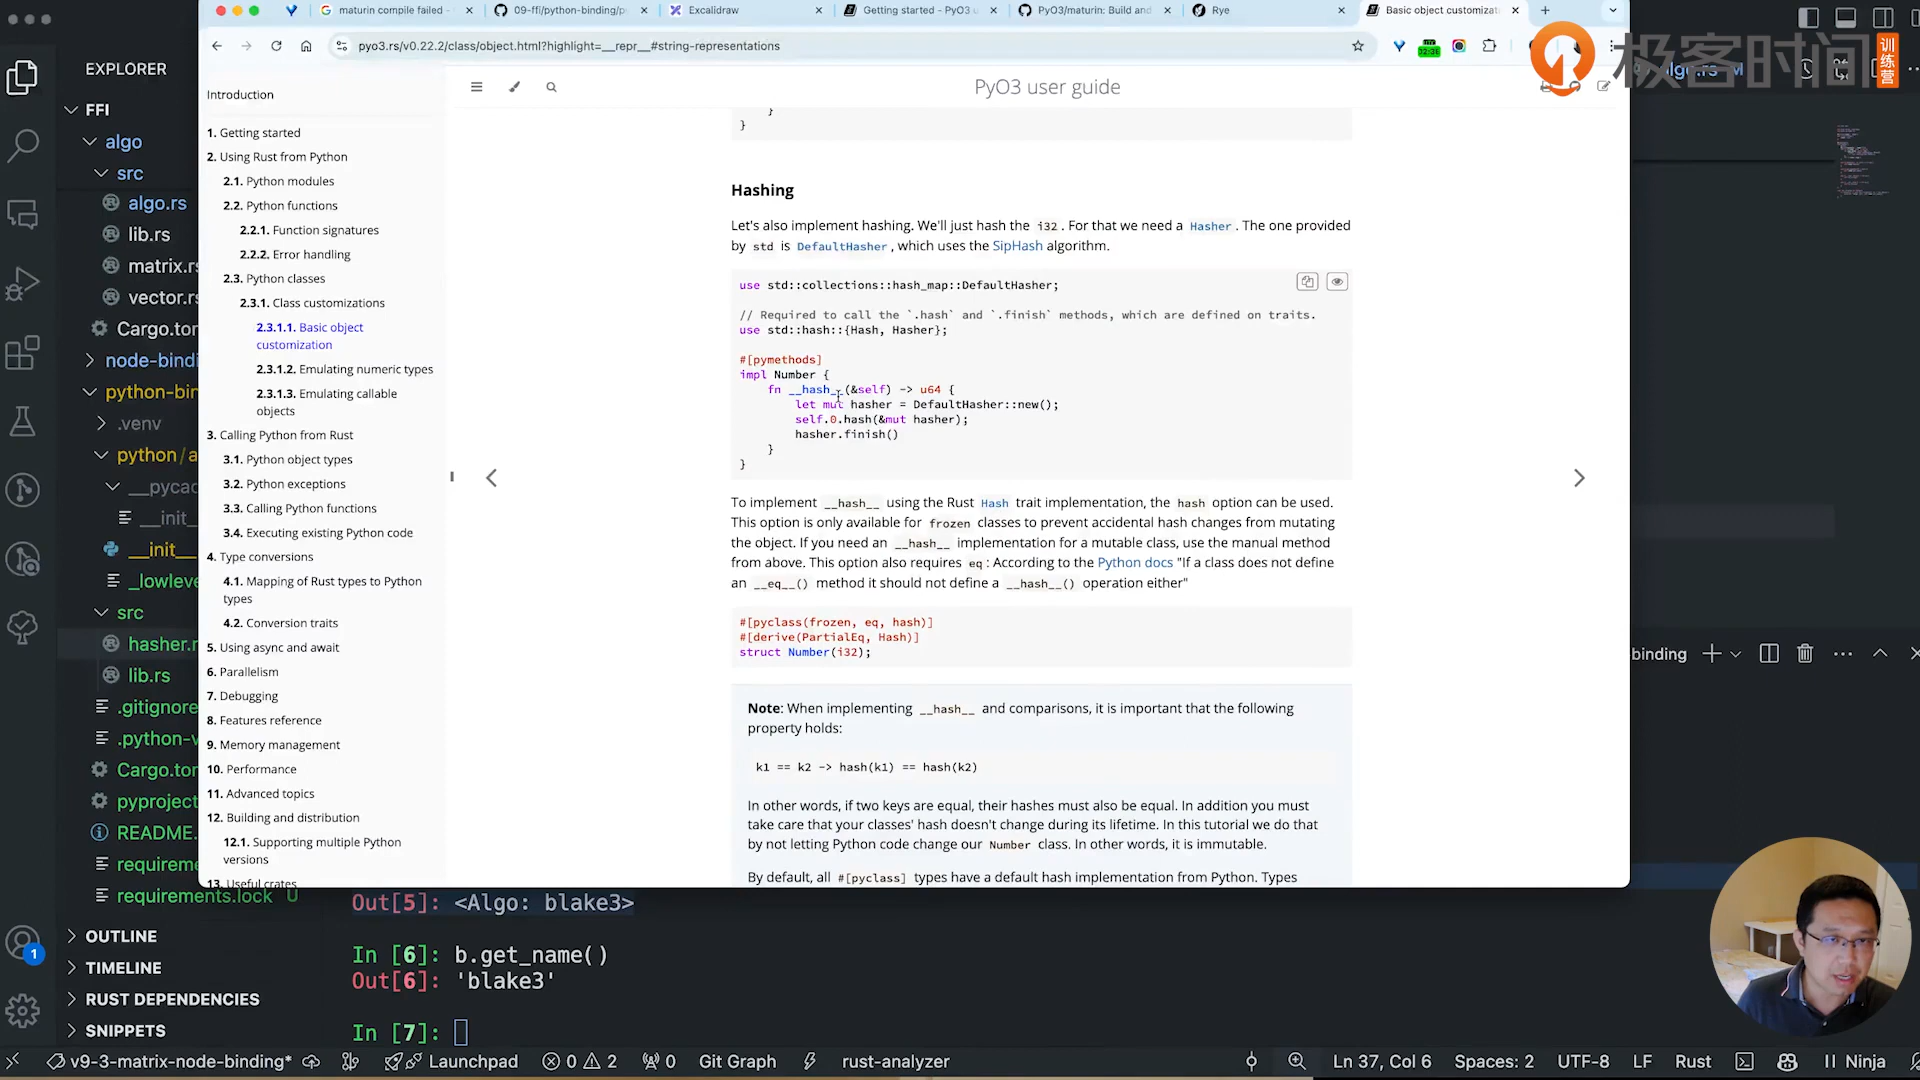 maturin compile failed -
09-ffi/python-binding/p
Excalidraw
Getting started - PyO3 u
PyO3/maturin: Build and
Rye
Basic object customizat
pyo3.rs/v0.22.2/class/object.html?highlight=__repr__#string-representations
极客时间
训练营
EXPLORER
FFI
algo
src
algo.rs
lib.rs
matrix.rs
vector.rs
Cargo.tor
node-bindi
python-bin
.venv
python/a
__pycac
__init_
__init__
_lowleve
src
hasher.r
lib.rs
.gitignore
.python-v
Cargo.tor
pyproject
README.
requireme
requirements.lock U
OUTLINE
TIMELINE
RUST DEPENDENCIES
SNIPPETS
Introduction
1. Getting started
2. Using Rust from Python
2.1. Python modules
2.2. Python functions
2.2.1. Function signatures
2.2.2. Error handling
2.3. Python classes
2.3.1. Class customizations
2.3.1.1. Basic object
customization
2.3.1.2. Emulating numeric types
2.3.1.3. Emulating callable
objects
3. Calling Python from Rust
3.1. Python object types
3.2. Python exceptions
3.3. Calling Python functions
3.4. Executing existing Python code
4. Type conversions
4.1. Mapping of Rust types to Python
types
4.2. Conversion traits
5. Using async and await
6. Parallelism
7. Debugging
8. Features reference
9. Memory management
10. Performance
11. Advanced topics
12. Building and distribution
12.1. Supporting multiple Python
versions
13. Useful crates
PyO3 user guide
}
}
Hashing
Let's also implement hashing. We'll just hash the i32. For that we need a Hasher. The one provided
by std is DefaultHasher, which uses the SipHash algorithm.
use std::collections::hash_map::DefaultHasher;
// Required to call the `.hash` and `.finish` methods, which are defined on traits.
use std::hash::{Hash, Hasher};
#[pymethods]
impl Number {
fn __hash__(&self) -> u64 {
let mut hasher = DefaultHasher::new();
self.0.hash(&mut hasher);
hasher.finish()
}
}
To implement __hash__ using the Rust Hash trait implementation, the hash option can be used.
This option is only available for frozen classes to prevent accidental hash changes from mutating
the object. If you need an __hash__ implementation for a mutable class, use the manual method
from above. This option also requires eq: According to the Python docs "If a class does not define
an __eq__() method it should not define a __hash__() operation either"
#[pyclass(frozen, eq, hash)]
#[derive(PartialEq, Hash)]
struct Number(i32);
Note: When implementing __hash__ and comparisons, it is important that the following
property holds:
k1 == k2 -> hash(k1) == hash(k2)
In other words, if two keys are equal, their hashes must also be equal. In addition you must
take care that your classes' hash doesn't change during its lifetime. In this tutorial we do that
by not letting Python code change our Number class. In other words, it is immutable.
By default, all #[pyclass] types have a default hash implementation from Python. Types
binding
Out[5]: <Algo: blake3>
In [6]: b.get_name()
Out[6]: 'blake3'
In [7]:
1
v9-3-matrix-node-binding*
Launchpad
0
2
0
Git Graph
rust-analyzer
Ln 37, Col 6
Spaces: 2
UTF-8
LF
Rust
Ninja